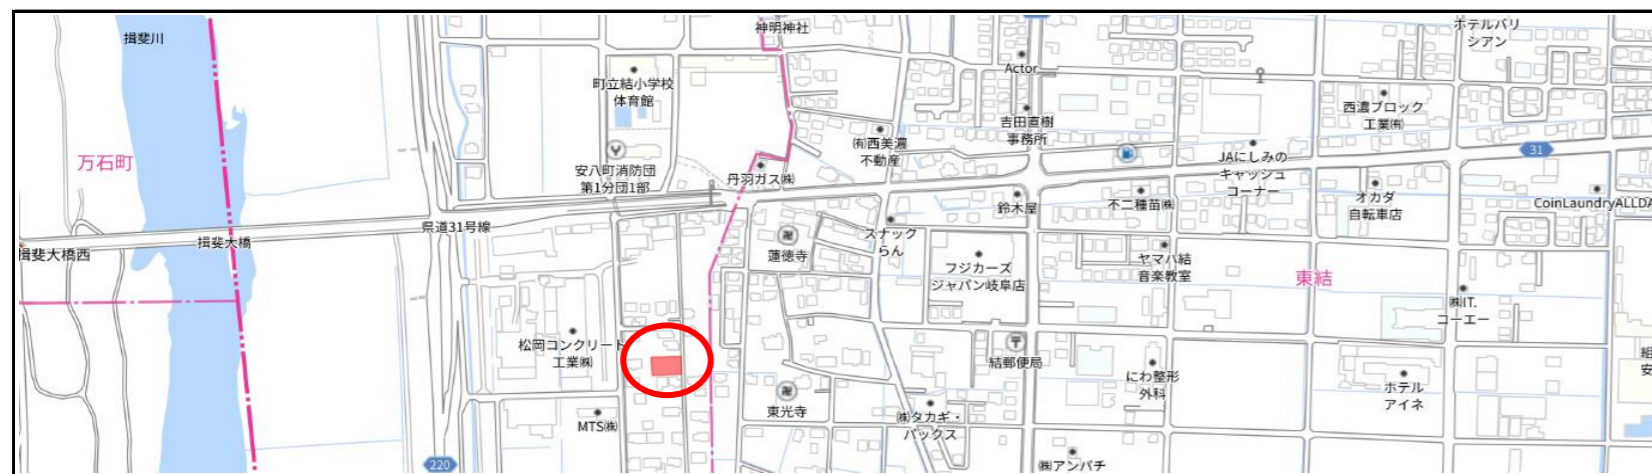 揖斐川
神明神社
ホテルパリ
シアン
Actor
町立結小学校
体育館
西濃ブロック
工業㈲
吉田直樹
事務所
㈲西美濃
不動産
万石町
安八町消防団
第1分団1部
丹羽ガス㈱
JAにしみの
キャッシュ
コーナー
31
オカダ
自転車店
CoinLaundryALLDA
鈴木屋
不二種苗㈱
県道31号線
揖斐大橋
揖斐大橋西
蓮徳寺
スナック
らん
フジカーズ
ジャパン岐阜店
ヤマハ結
音楽教室
東結
㈱IT.
コーエー
松岡コンクリート
工業㈱
結郵便局
にわ整形
外科
ホテル
アイネ
組
安
東光寺
㈱タカギ・
パックス
MTS㈱
220
㈱アンパチ